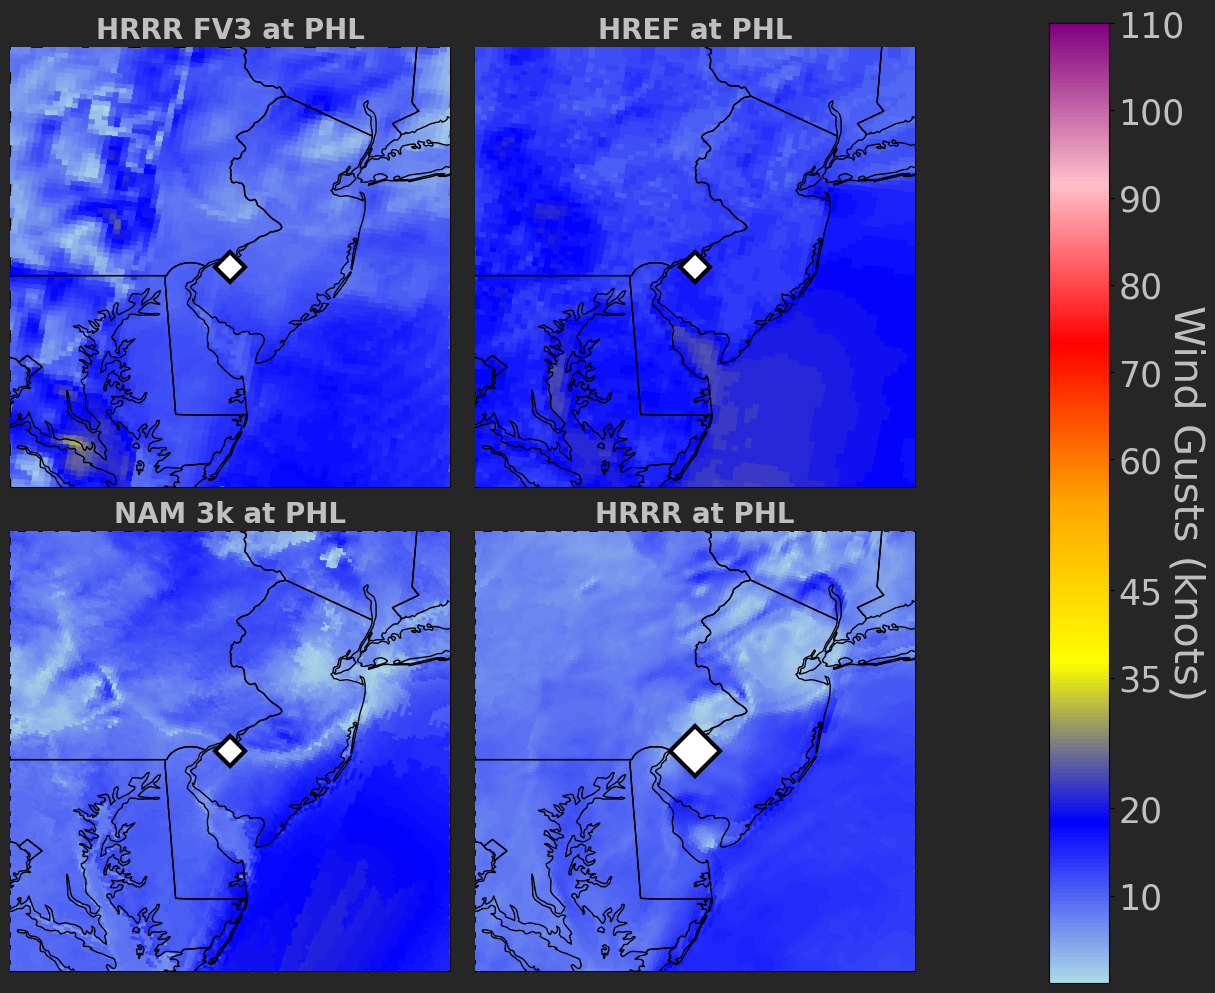 HRRR FV3 at PHL
HREF at PHL
NAM 3k at PHL
HRRR at PHL
110
100
90
80
70
60
45
35
20
10
Wind Gusts (knots)